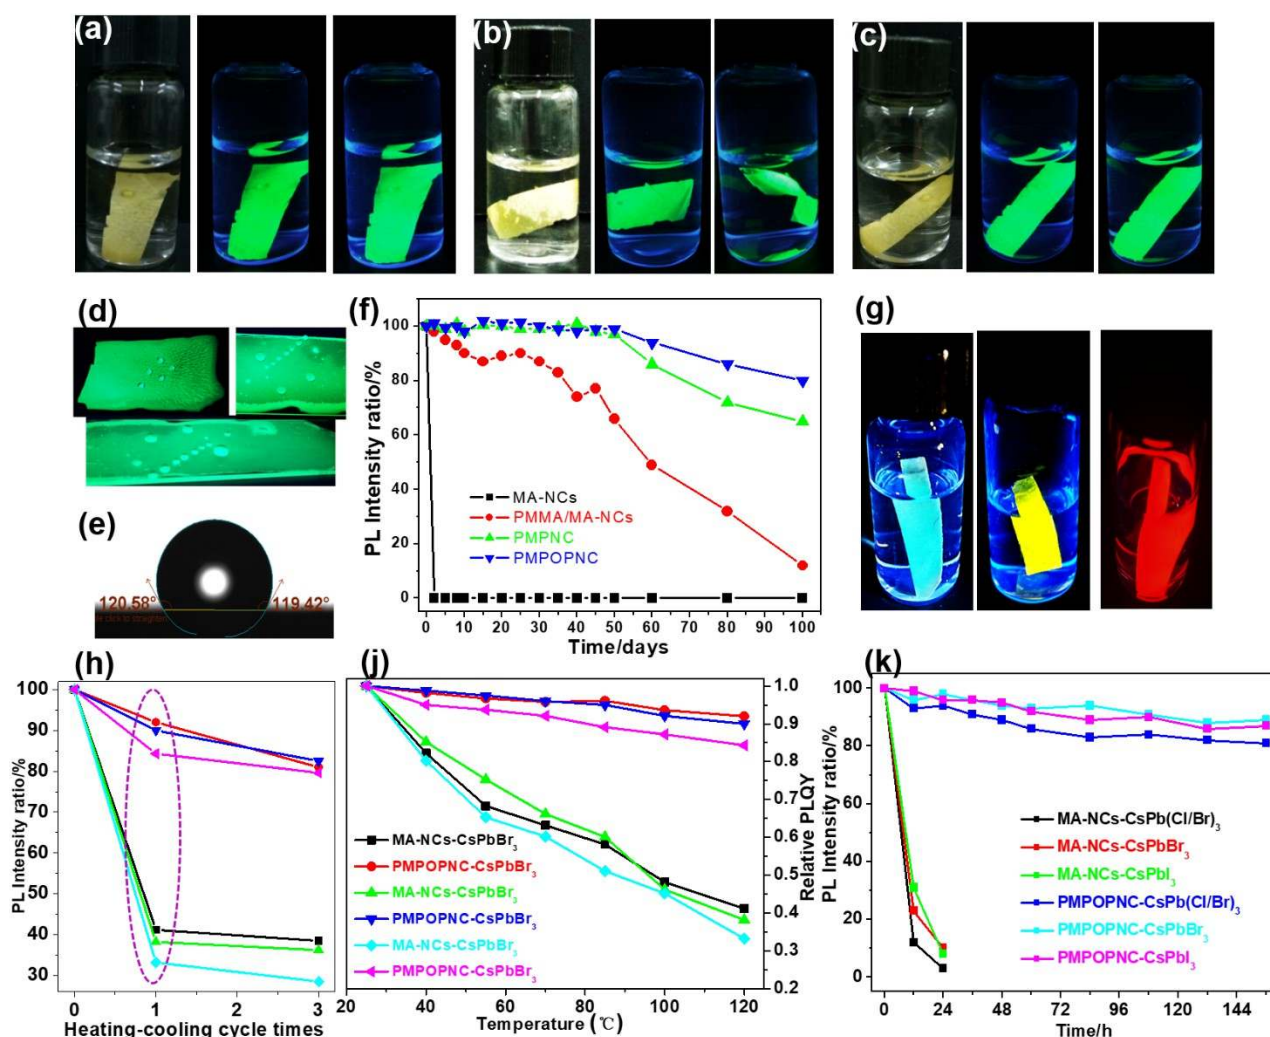 (a)
(b)
(c)
(d)
(e)
120.58°
119.42°
click to straighten
(f)
PL Intensity ratio/%
100
80
60
40
20
0
MA-NCs
PMMA/MA-NCs
PMPNC
PMPOPNC
0 10 20 30 40 50 60 70 80 90 100
Time/days
(g)
(h)
PL Intensity ratio/%
100
90
80
70
60
50
40
30
0 1 2 3
Heating-cooling cycle times
(j)
MA-NCs-CsPbBr3
PMPOPNC-CsPbBr3
MA-NCs-CsPbBr3
PMPOPNC-CsPbBr3
MA-NCs-CsPbBr3
PMPOPNC-CsPbBr3
20 40 60 80 100 120
Temperature (℃)
1.0
0.9
0.8
0.7
0.6
0.5
0.4
0.3
0.2
Relative PLQY
(k)
PL Intensity ratio/%
100
80
60
40
20
0
MA-NCs-CsPb(Cl/Br)3
MA-NCs-CsPbBr3
MA-NCs-CsPbI3
PMPOPNC-CsPb(Cl/Br)3
PMPOPNC-CsPbBr3
PMPOPNC-CsPbI3
0 24 48 72 96 120 144
Time/h